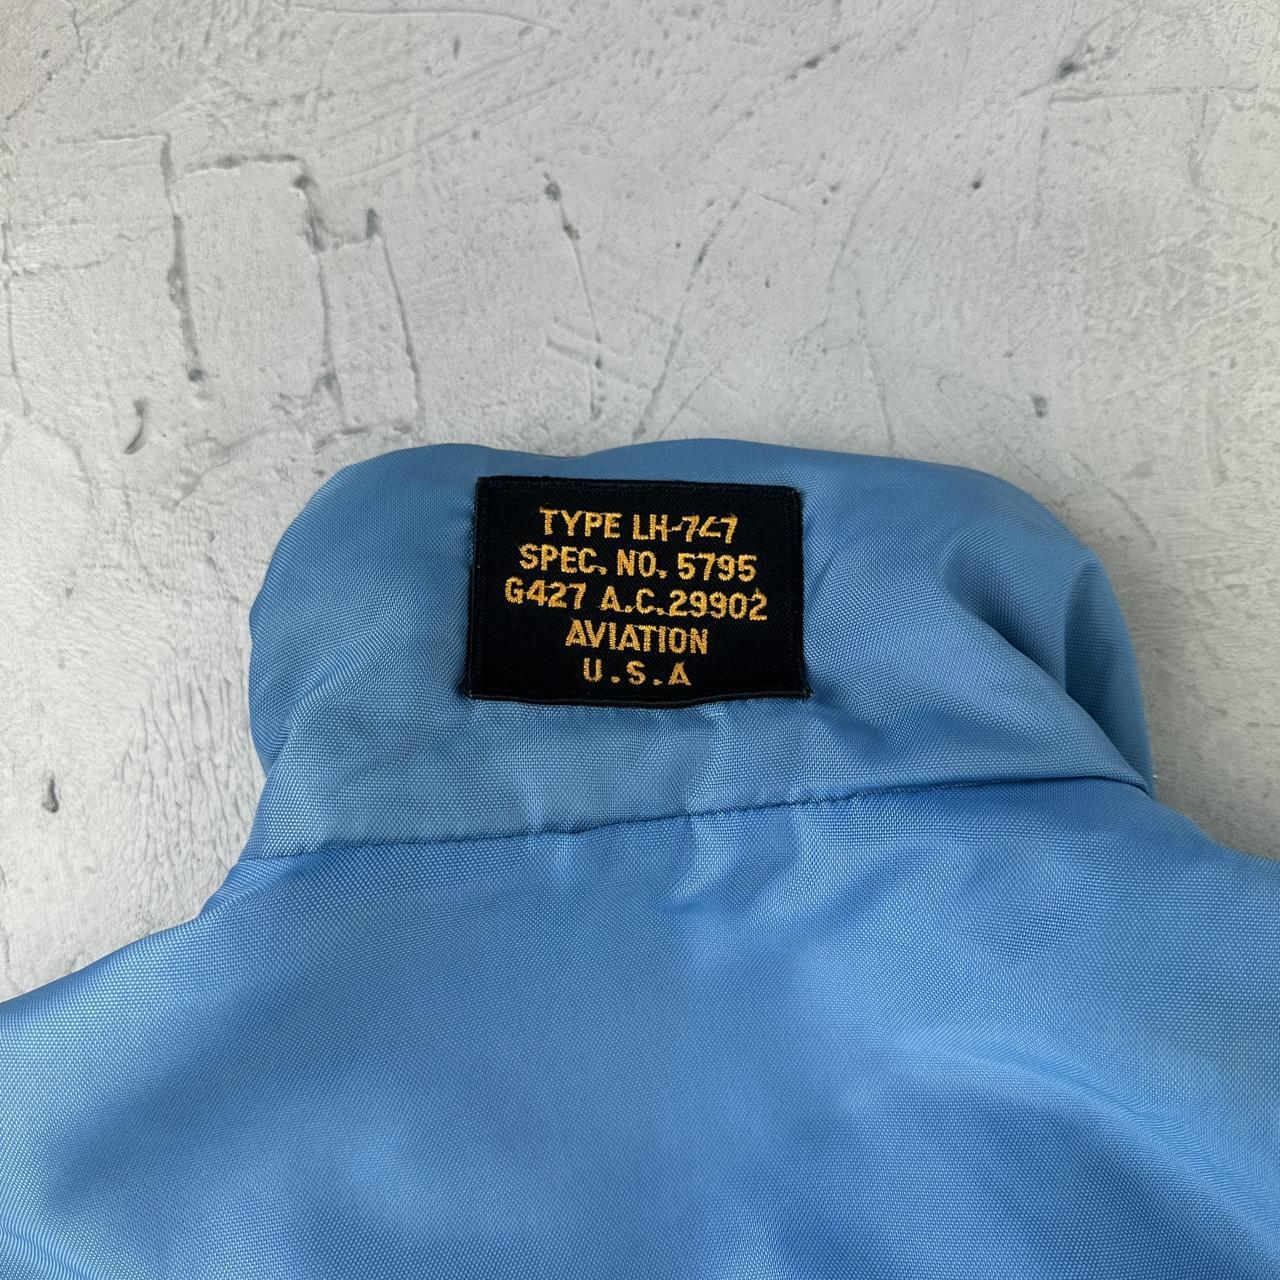 TYPE LH-747
SPEC. NO. 5795
G427 A.C.29902
AVIATION
U.S.A